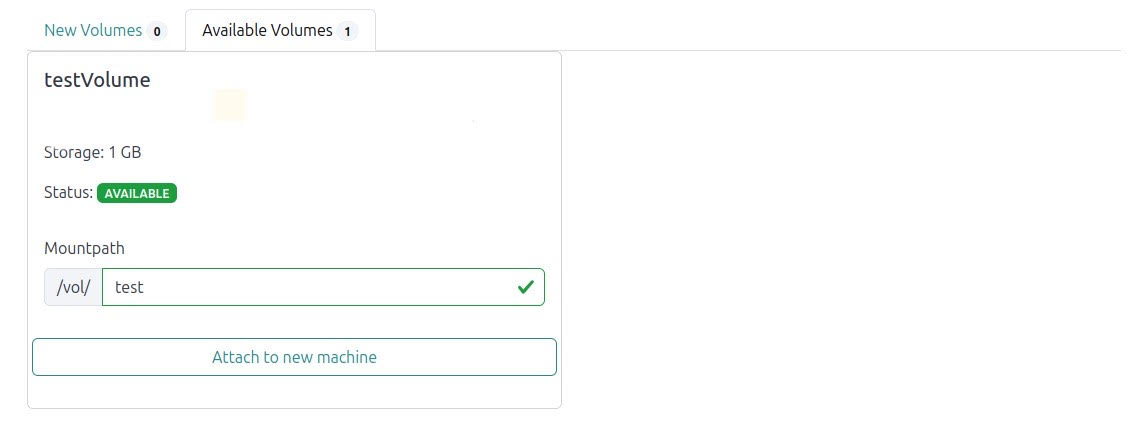 New Volumes 0 Available Volumes 1
testVolume
Storage: 1 GB
Status: AVAILABLE
Mountpath
/vol/ test
Attach to new machine